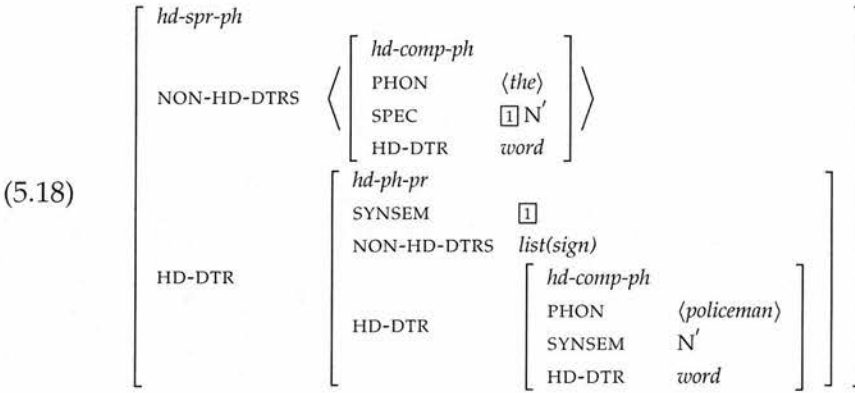 hd-spr-ph
hd-comp-ph
PHON ⟨the⟩
NON-HD-DTRS ⟨ ⟩
SPEC 1 N′
HD-DTR word
(5.18)
hd-ph-pr
SYNSEM 1
NON-HD-DTRS list(sign)
HD-DTR
hd-comp-ph
PHON ⟨policeman⟩
HD-DTR
SYNSEM N′
HD-DTR word